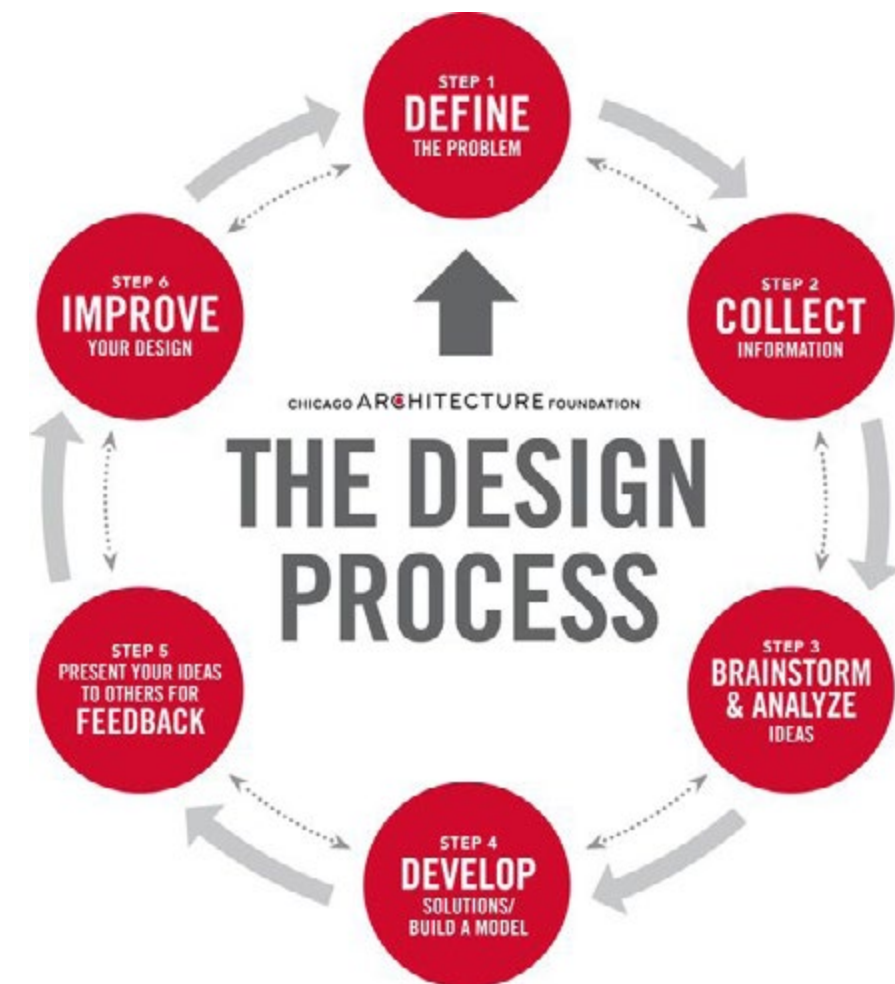 STEP 1
DEFINE
THE PROBLEM
STEP 2
COLLECT
INFORMATION
STEP 3
BRAINSTORM
& ANALYZE
IDEAS
STEP 4
DEVELOP
SOLUTIONS/
BUILD A MODEL
STEP 5
PRESENT YOUR IDEAS
TO OTHERS FOR
FEEDBACK
STEP 6
IMPROVE
YOUR DESIGN
CHICAGO ARCHITECTURE FOUNDATION
THE DESIGN
PROCESS